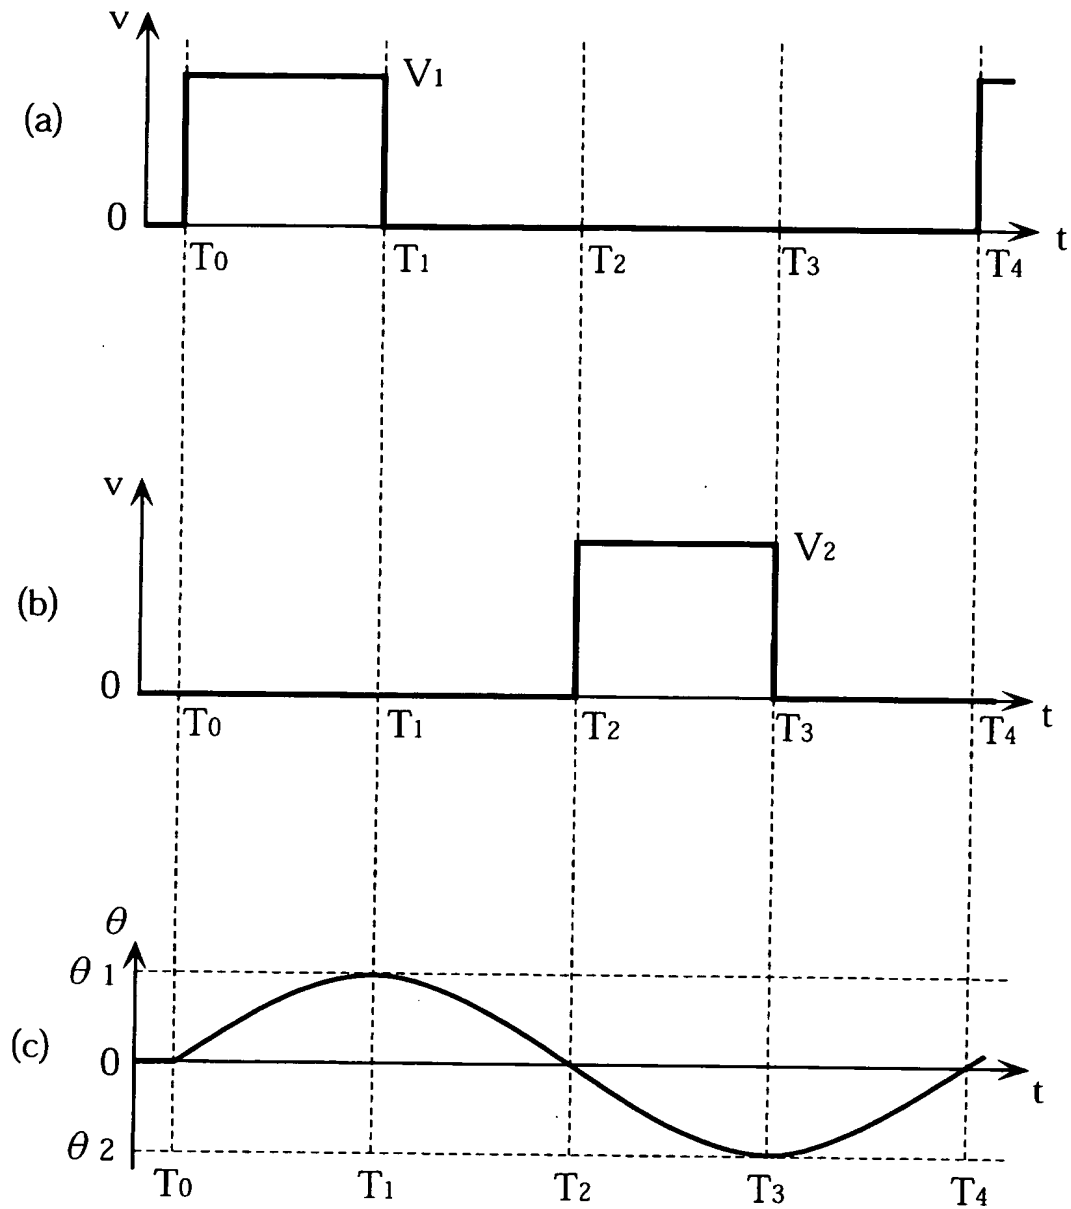 v
V1
(a)
0
T0 T1 T2 T3 T4 t
v
V2
(b)
0
T0 T1 T2 T3 T4 t
θ
θ 1
(c)
0
t
θ 2
T0 T1 T2 T3 T4